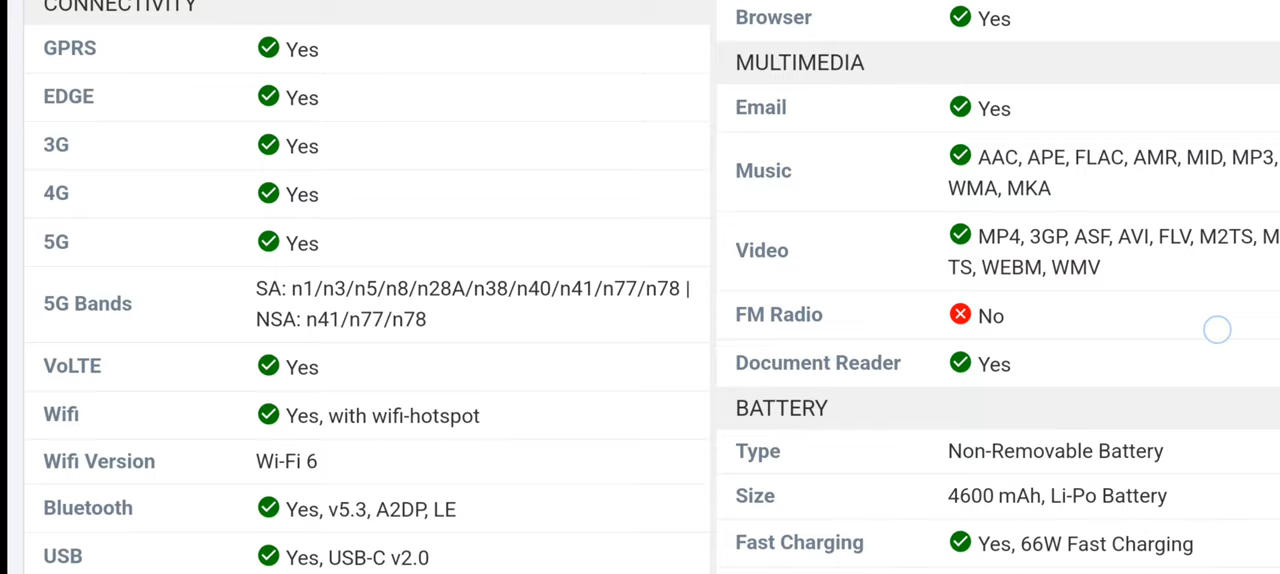 CONNECTIVITY
GPRS Yes
EDGE Yes
3G Yes
4G Yes
5G Yes
5G Bands SA: n1/n3/n5/n8/n28A/n38/n40/n41/n77/n78 |
NSA: n41/n77/n78
VoLTE Yes
Wifi Yes, with wifi-hotspot
Wifi Version Wi-Fi 6
Bluetooth Yes, v5.3, A2DP, LE
USB Yes, USB-C v2.0
Browser Yes
MULTIMEDIA
Email Yes
Music AAC, APE, FLAC, AMR, MID, MP3,
WMA, MKA
Video MP4, 3GP, ASF, AVI, FLV, M2TS,
TS, WEBM, WMV
FM Radio No
Document Reader Yes
BATTERY
Type Non-Removable Battery
Size 4600 mAh, Li-Po Battery
Fast Charging Yes, 66W Fast Charging